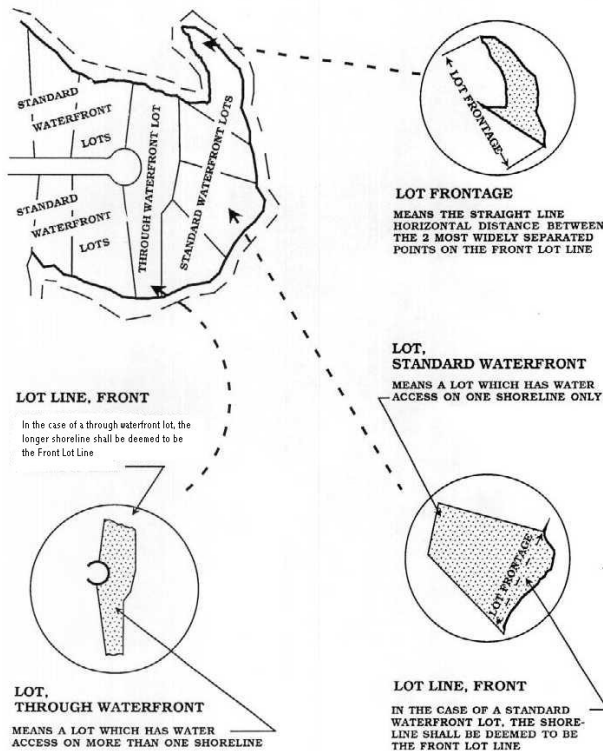 STANDARD
WATERFRONT
LOTS
STANDARD
WATERFRONT
LOTS
THROUGH WATERFRONT LOT
STANDARD WATERFRONT LOTS
LOT FRONTAGE
LOT FRONTAGE
MEANS THE STRAIGHT LINE
HORIZONTAL DISTANCE BETWEEN
THE 2 MOST WIDELY SEPARATED
POINTS ON THE FRONT LOT LINE
LOT,
STANDARD WATERFRONT
MEANS A LOT WHICH HAS WATER
ACCESS ON ONE SHORELINE ONLY
LOT LINE, FRONT
In the case of a through waterfront lot, the
longer shoreline shall be deemed to be
the Front Lot Line
LOT FRONTAGE
LOT,
THROUGH WATERFRONT
MEANS A LOT WHICH HAS WATER
ACCESS ON MORE THAN ONE SHORELINE
LOT LINE, FRONT
IN THE CASE OF A STANDARD
WATERFRONT LOT, THE SHORE-
LINE SHALL BE DEEMED TO BE
THE FRONT LOT LINE